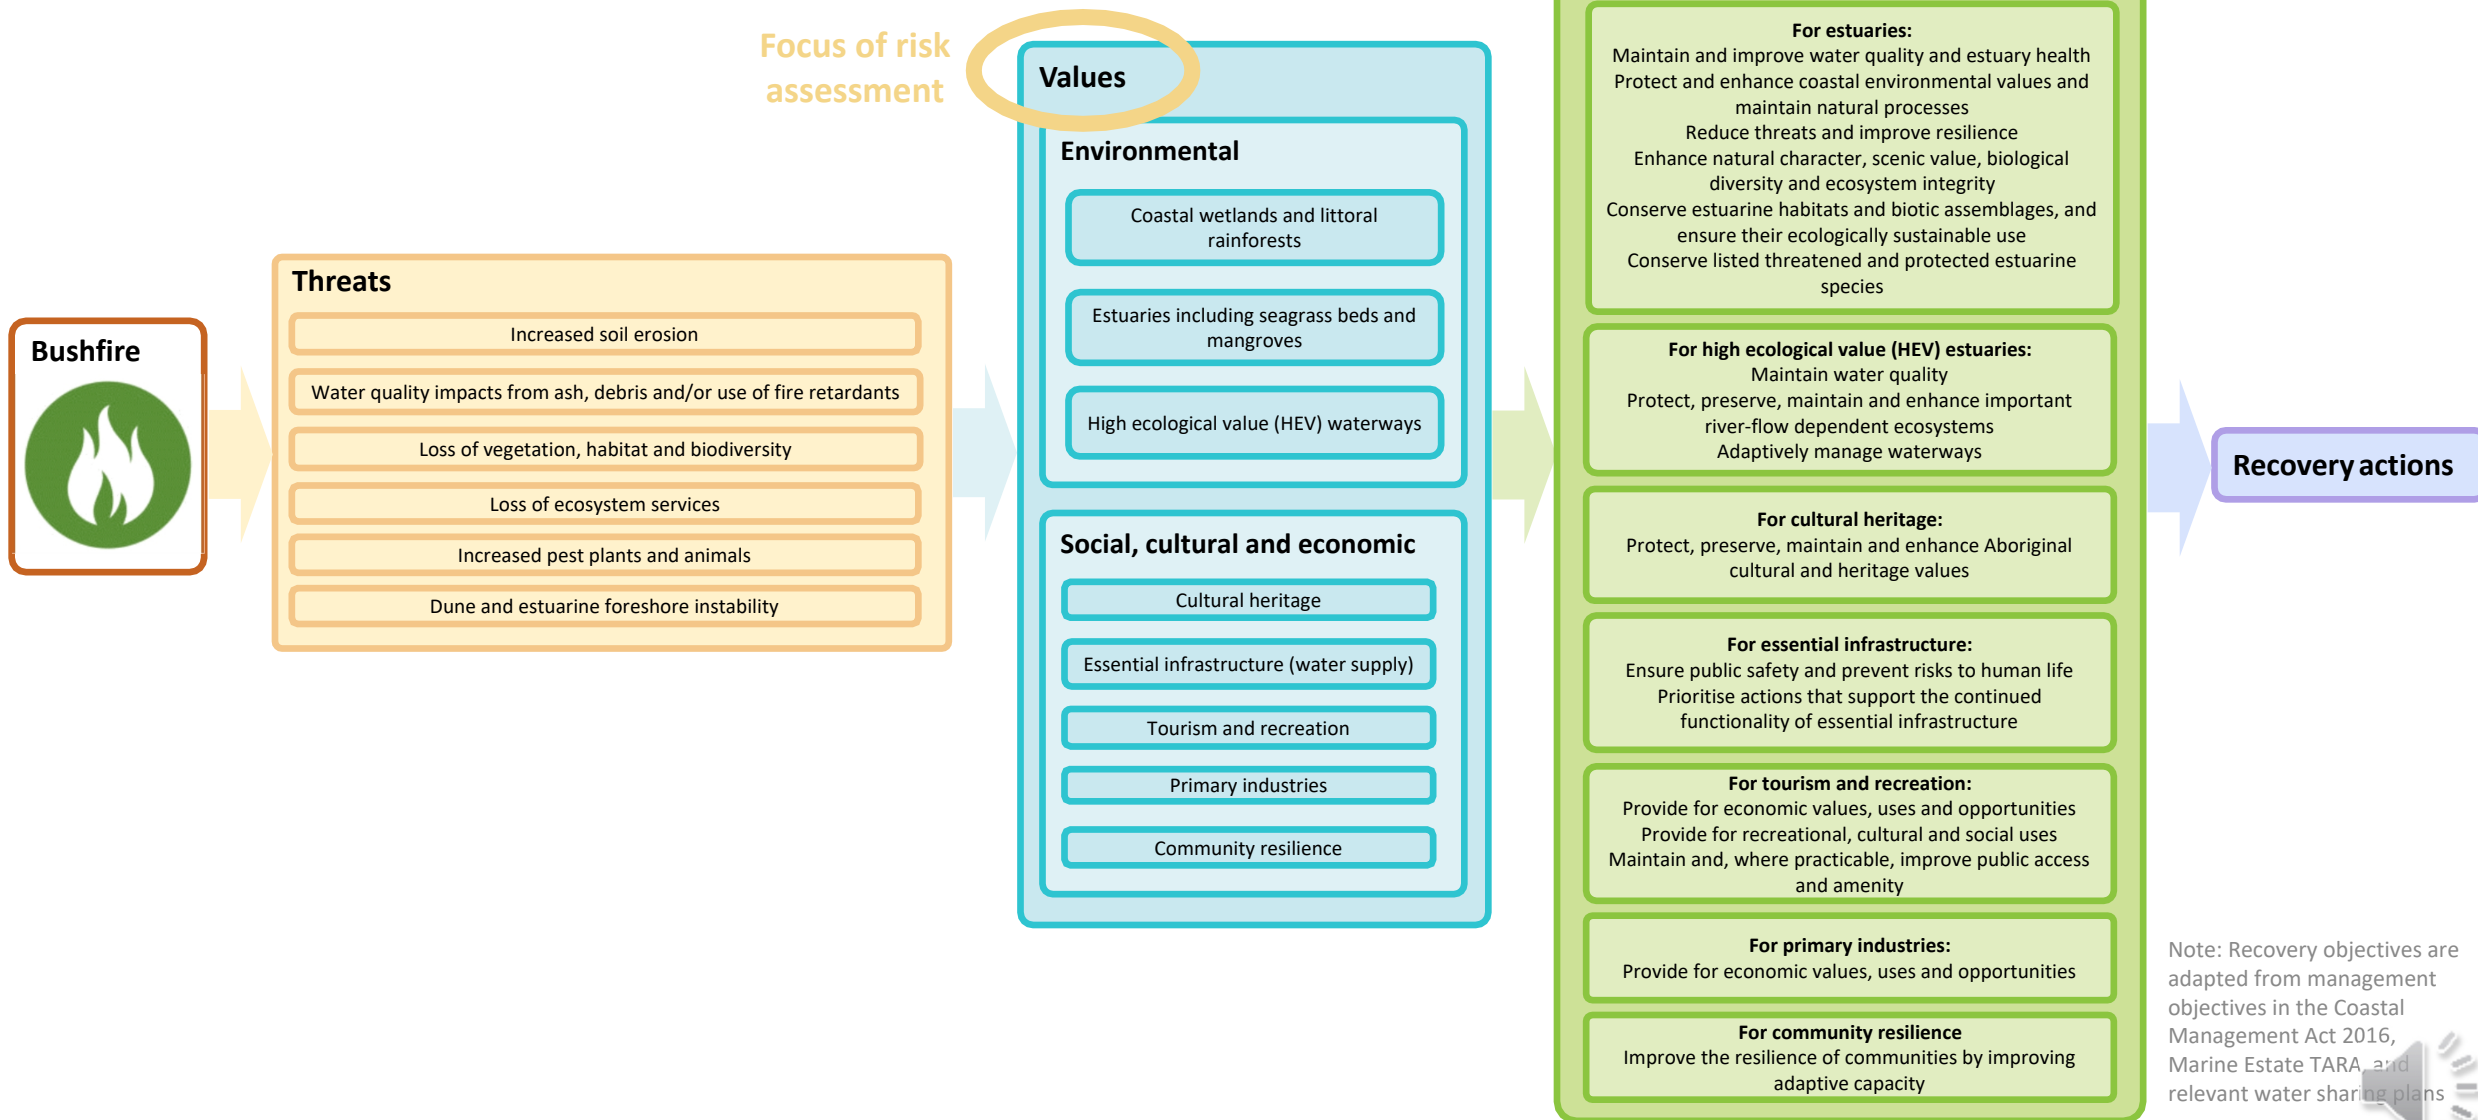 Focus of risk
assessment
Bushfire
Threats
Increased soil erosion
Water quality impacts from ash, debris and/or use of fire retardants
Loss of vegetation, habitat and biodiversity
Loss of ecosystem services
Increased pest plants and animals
Dune and estuarine foreshore instability
Values
Environmental
Coastal wetlands and littoral
rainforests
Estuaries including seagrass beds and
mangroves
High ecological value (HEV) waterways
Social, cultural and economic
Cultural heritage
Essential infrastructure (water supply)
Tourism and recreation
Primary industries
Community resilience
For estuaries:
Maintain and improve water quality and estuary health
Protect and enhance coastal environmental values and
maintain natural processes
Reduce threats and improve resilience
Enhance natural character, scenic value, biological
diversity and ecosystem integrity
Conserve estuarine habitats and biotic assemblages, and
ensure their ecologically sustainable use
Conserve listed threatened and protected estuarine
species
For high ecological value (HEV) estuaries:
Maintain water quality
Protect, preserve, maintain and enhance important
river-flow dependent ecosystems
Adaptively manage waterways
For cultural heritage:
Protect, preserve, maintain and enhance Aboriginal
cultural and heritage values
For essential infrastructure:
Ensure public safety and prevent risks to human life
Prioritise actions that support the continued
functionality of essential infrastructure
For tourism and recreation:
Provide for economic values, uses and opportunities
Provide for recreational, cultural and social uses
Maintain and, where practicable, improve public access
and amenity
For primary industries:
Provide for economic values, uses and opportunities
For community resilience
Improve the resilience of communities by improving
adaptive capacity
Recovery actions
Note: Recovery objectives are
adapted from management
objectives in the Coastal
Management Act 2016,
Marine Estate TARA, and
relevant water sharing plans